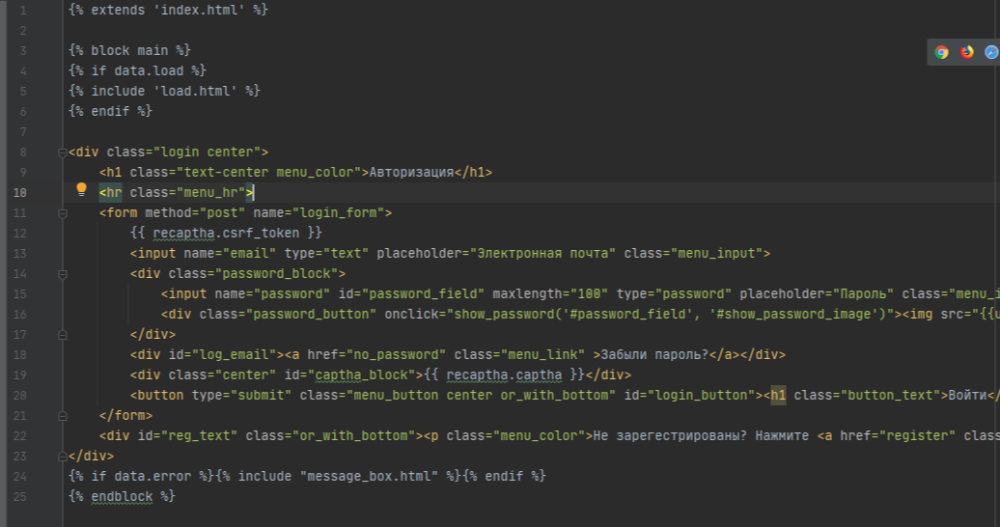 1 {% extends 'index.html' %}
2
3 {% block main %}
4 {% if data.load %}
5 {% include 'load.html' %}
6 {% endif %}
7
8 <div class="login center">
9 <h1 class="text-center menu_color">Авторизация</h1>
10 <hr class="menu_hr">
11 <form method="post" name="login_form">
12 {{ recaptha.csrf_token }}
13 <input name="email" type="text" placeholder="Электронная почта" class="menu_input">
14 <div class="password_block">
15 <input name="password" id="password_field" maxlength="100" type="password" placeholder="Пароль" class="menu_i
16 <div class="password_button" onclick="show_password('#password_field', '#show_password_image')"><img src="{{u
17 </div>
18 <div id="log_email"><a href="no_password" class="menu_link" >Забыли пароль?</a></div>
19 <div class="center" id="captha_block">{{ recaptha.captha }}</div>
20 <button type="submit" class="menu_button center or_with_bottom" id="login_button"><h1 class="button_text">Войти</
21 </form>
22 <div id="reg_text" class="or_with_bottom"><p class="menu_color">Не зарегестрированы? Нажмите <a href="register" class
23 </div>
24 {% if data.error %}{% include "message_box.html" %}{% endif %}
25 {% endblock %}